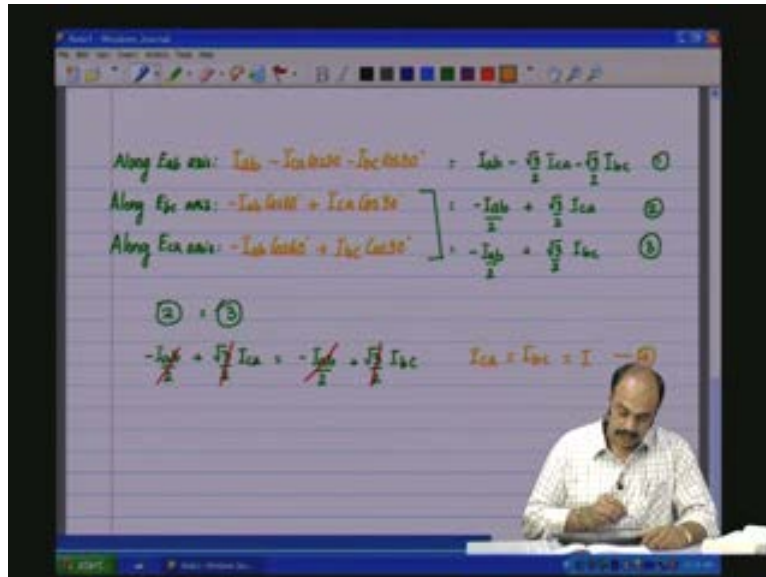 Along Eab axis: Iab - Ica Cos30° - Ibc Cos30° = Iab - √3/2 Ica - √3/2 Ibc ①
Along Ebc axis: -Iab Cos60° + Ica Cos30° = -Iab/2 + √3/2 Ica ②
Along Eca axis: -Iab Cos60° + Ibc Cos30° = -Iab/2 + √3/2 Ibc ③
② = ③
-Iab/2 + √3/2 Ica = -Iab/2 + √3/2 Ibc Ica = Ibc = I — ④